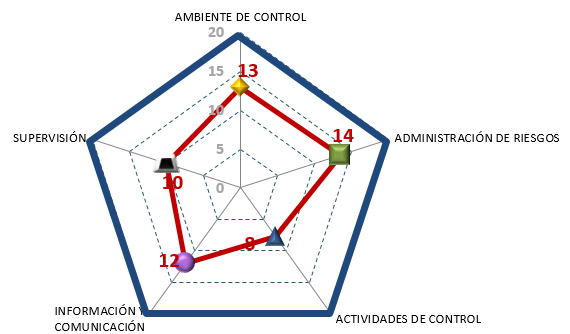 AMBIENTE DE CONTROL
20
15
13
14
10
SUPERVISIÓN
ADMINISTRACIÓN DE RIESGOS
5
10
0
8
12
INFORMACIÓN Y
COMUNICACIÓN
ACTIVIDADES DE CONTROL